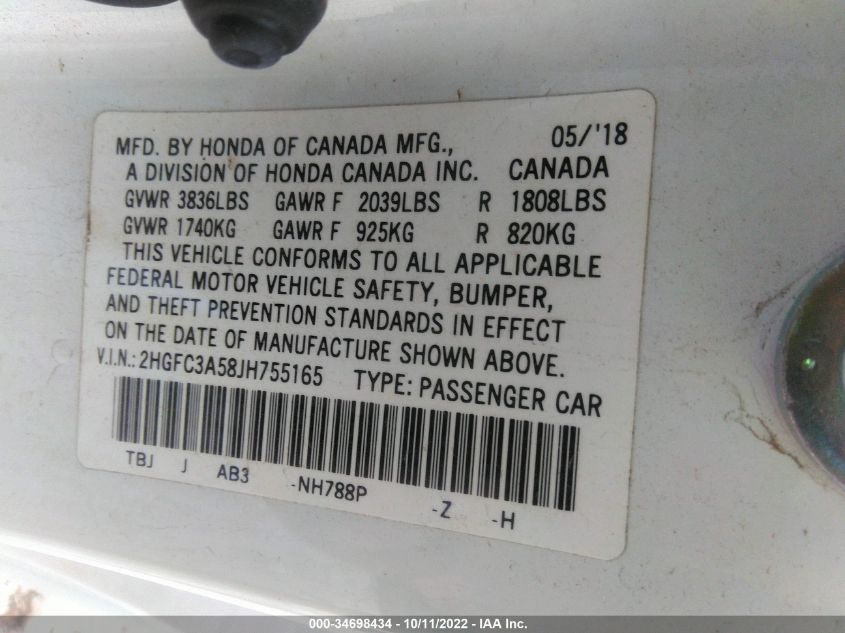 MFD. BY HONDA OF CANADA MFG., 05/'18
A DIVISION OF HONDA CANADA INC. CANADA
GVWR 3836LBS GAWR F 2039LBS R 1808LBS
GVWR 1740KG GAWR F 925KG R 820KG
THIS VEHICLE CONFORMS TO ALL APPLICABLE
FEDERAL MOTOR VEHICLE SAFETY, BUMPER,
AND THEFT PREVENTION STANDARDS IN EFFECT
ON THE DATE OF MANUFACTURE SHOWN ABOVE.
V.I.N.: 2HGFC3A58JH755165 TYPE: PASSENGER CAR
TBJ J AB3 -NH788P -Z -H
000-34698434 - 10/11/2022 - IAA Inc.